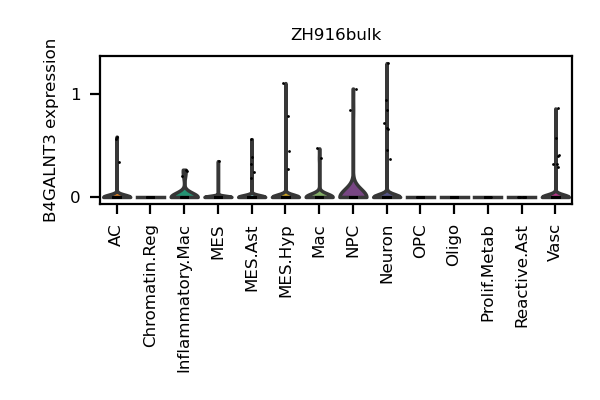 ZH916bulk
B4GALNT3 expression
1
0
AC
Chromatin.Reg
Inflammatory.Mac
MES
MES.Ast
MES.Hyp
Mac
NPC
Neuron
OPC
Oligo
Prolif.Metab
Reactive.Ast
Vasc